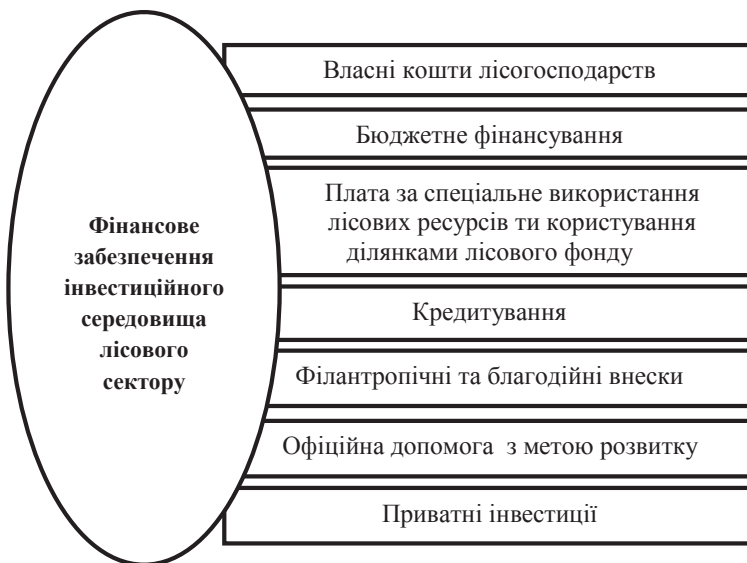 Фінансове
забезпечення
інвестиційного
середовища
лісового
сектору
Власні кошти лісогосподарств
Бюджетне фінансування
Плата за спеціальне використання
лісових ресурсів ти користування
ділянками лісового фонду
Кредитування
Філантропічні та благодійні внески
Офіційна допомога з метою розвитку
Приватні інвестиції